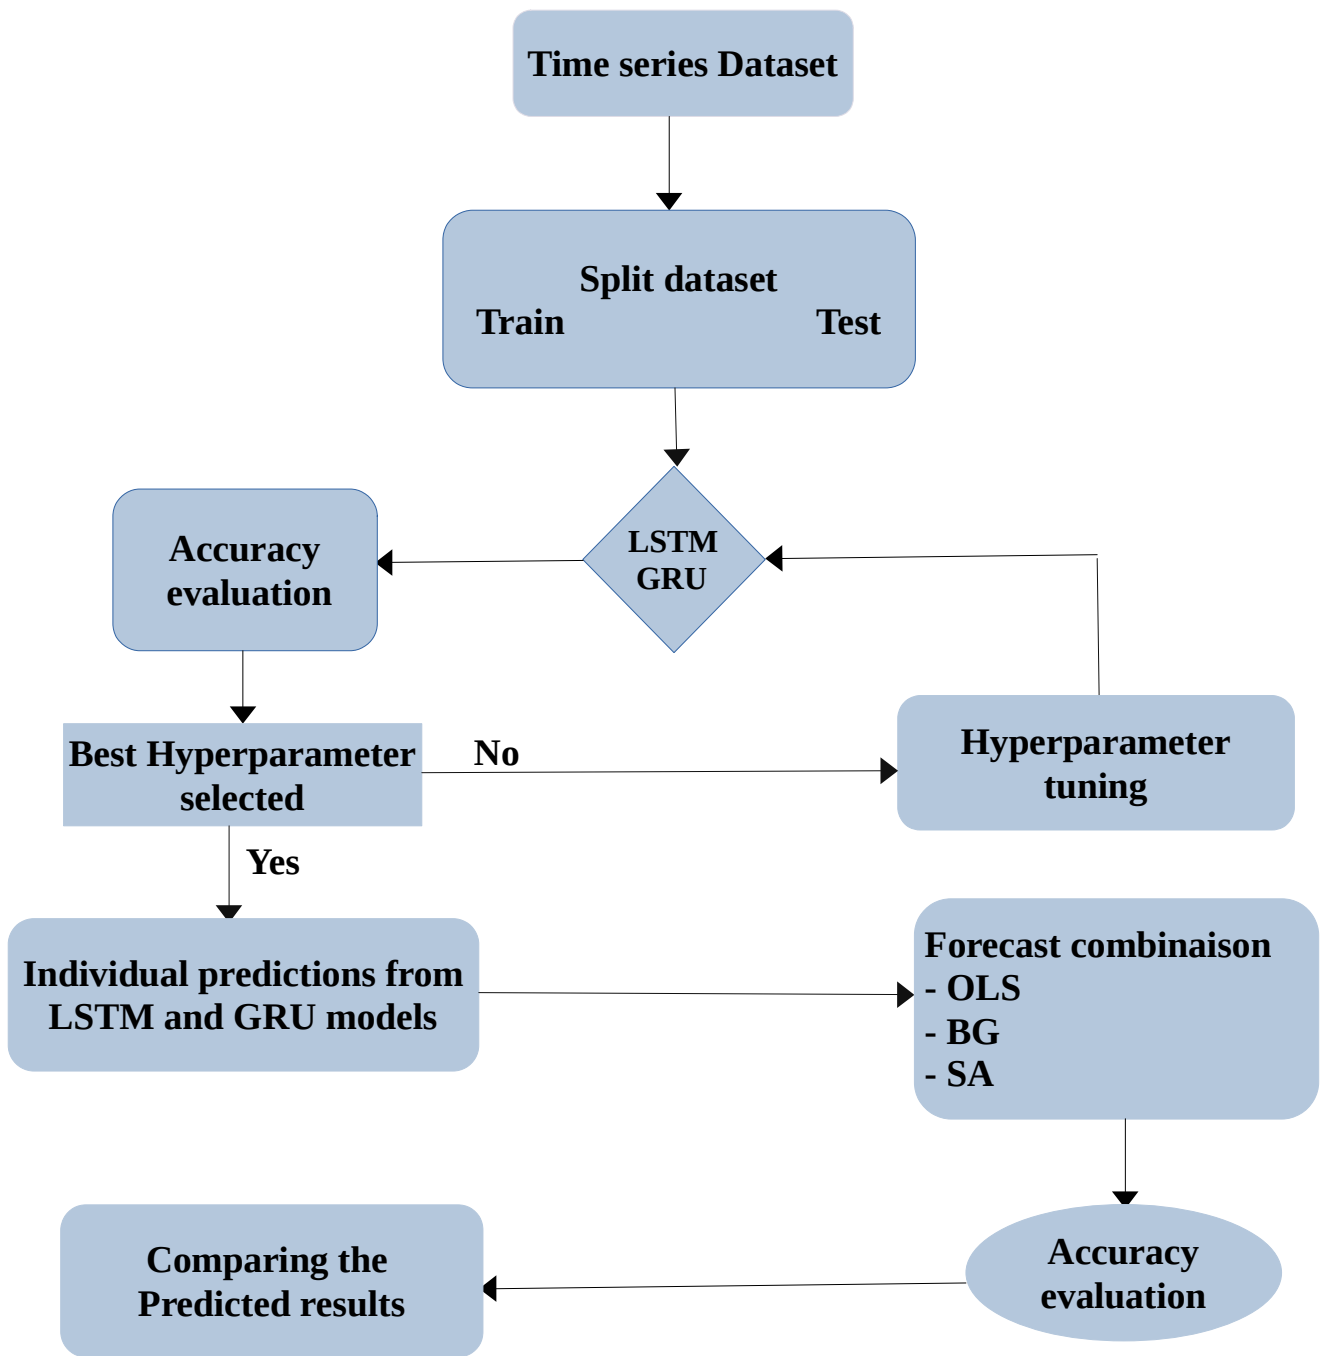 Time series Dataset
Split dataset
Train Test
LSTM
GRU
Accuracy
evaluation
Best Hyperparameter
selected
No
Hyperparameter
tuning
Yes
Individual predictions from
LSTM and GRU models
Forecast combinaison
- OLS
- BG
- SA
Accuracy
evaluation
Comparing the
Predicted results